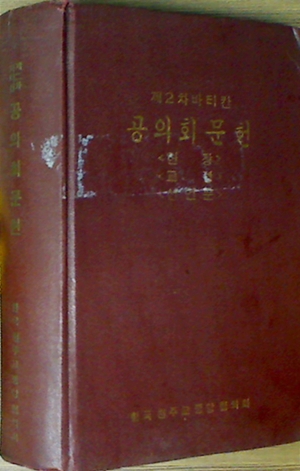 제2차바티칸
공의회문헌
<헌 장>
<교 령>
<선언문>
한국천주교중앙협의회
공의회문헌